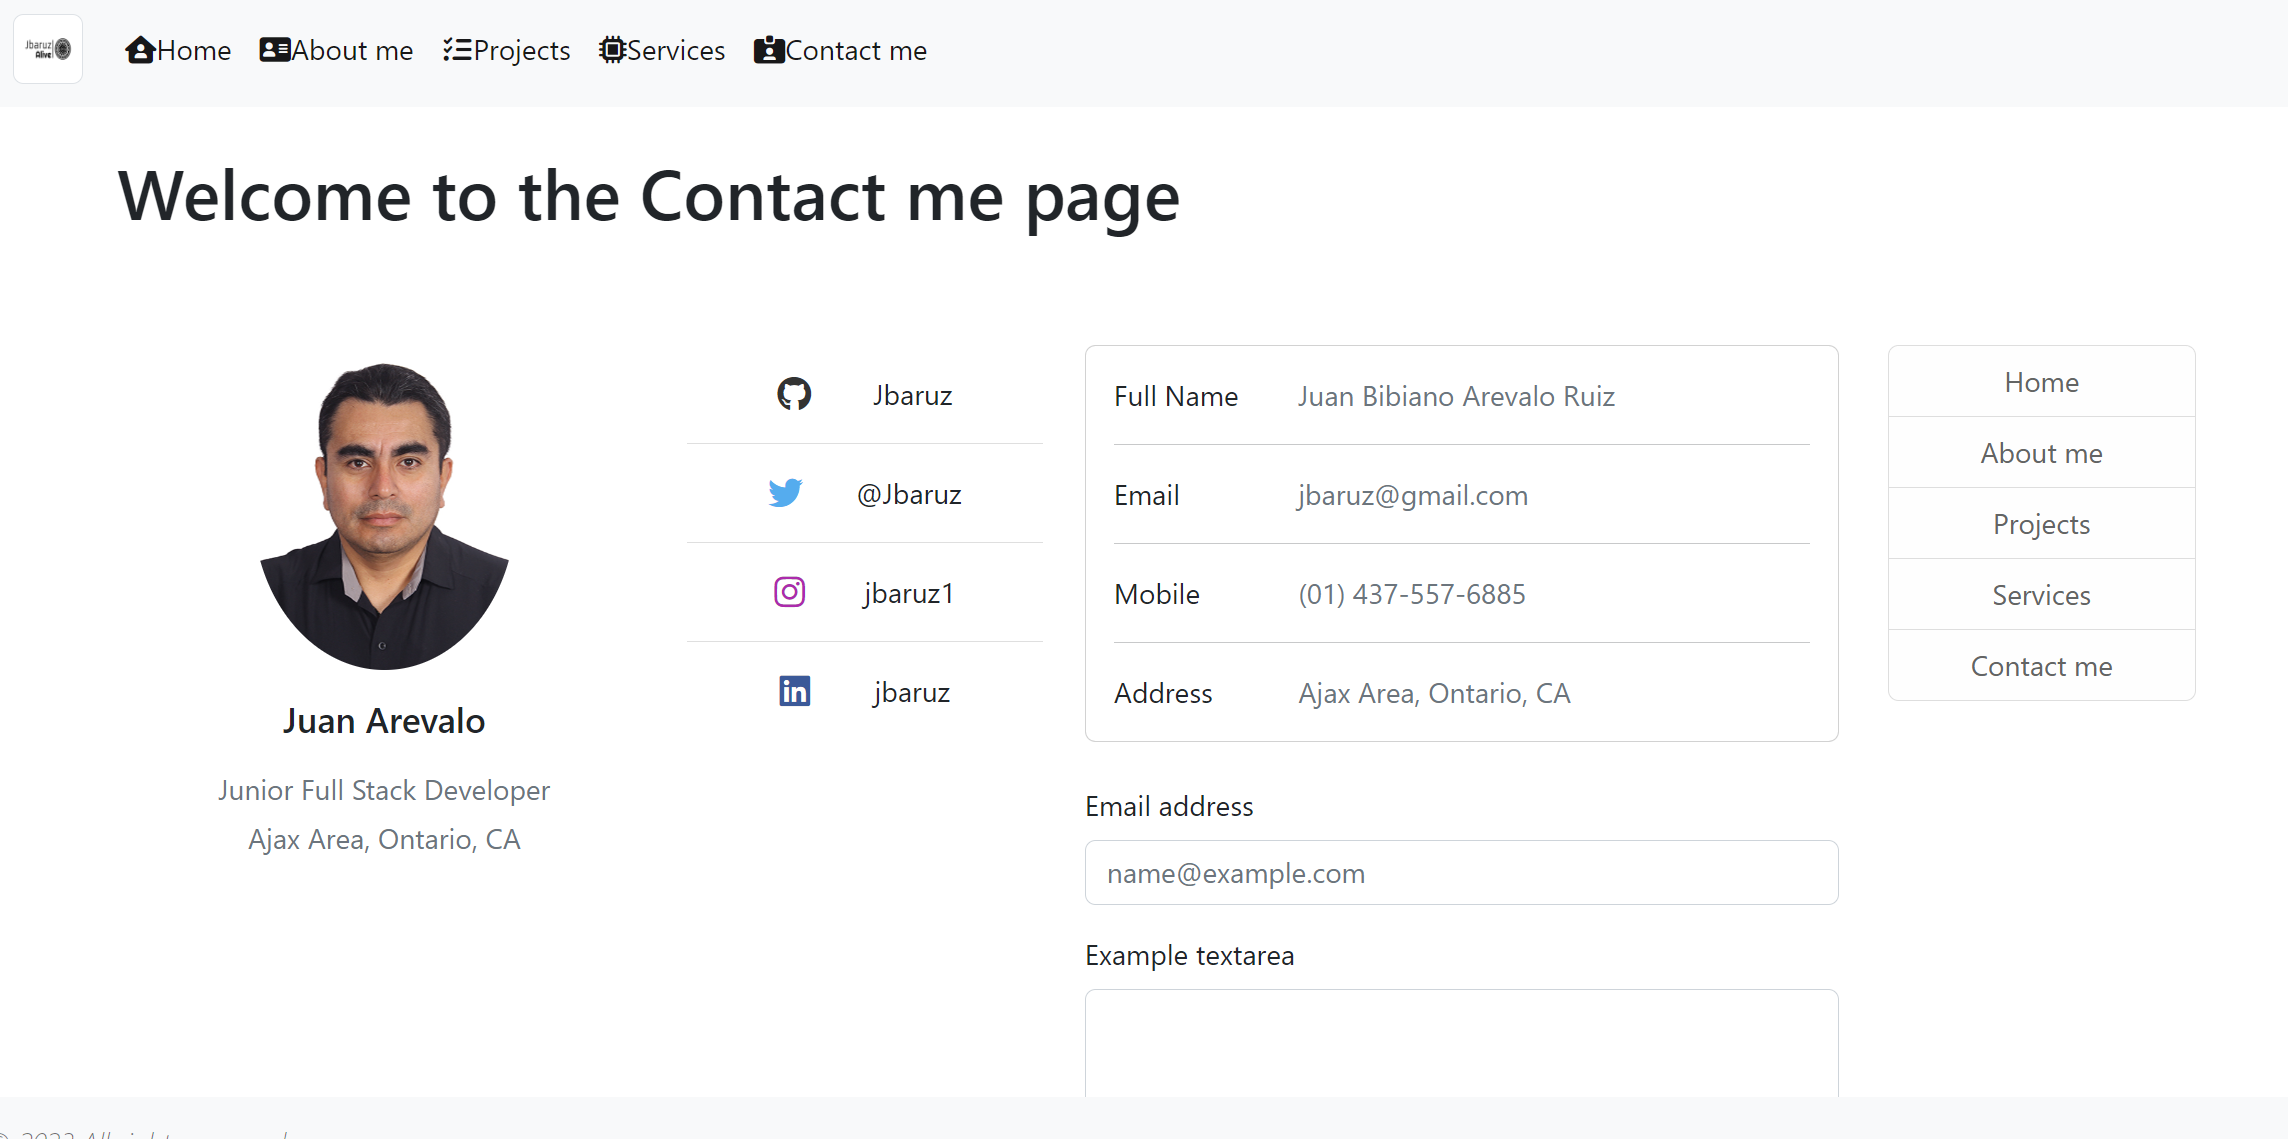 Jbaruz
Alive
Home About me Projects Services Contact me
Welcome to the Contact me page
Juan Arevalo
Junior Full Stack Developer
Ajax Area, Ontario, CA
Jbaruz
@Jbaruz
jbaruz1
jbaruz
Full Name Juan Bibiano Arevalo Ruiz
Email jbaruz@gmail.com
Mobile (01) 437-557-6885
Address Ajax Area, Ontario, CA
Email address
name@example.com
Example textarea
Home
About me
Projects
Services
Contact me